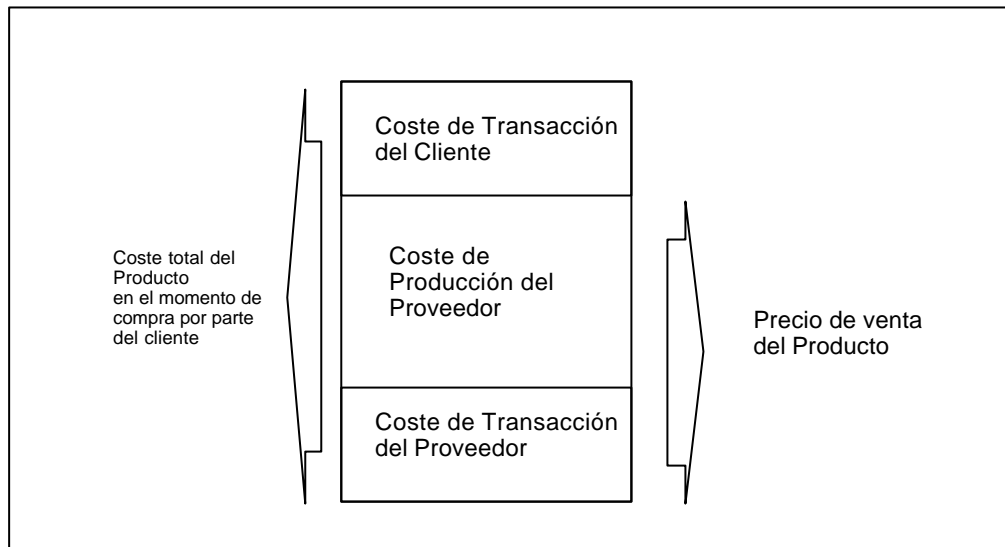 Coste de Transacción
del Cliente
Coste total del
Producto
en el momento de
compra por parte
del cliente
Coste de
Producción del
Proveedor
Precio de venta
del Producto
Coste de Transacción
del Proveedor